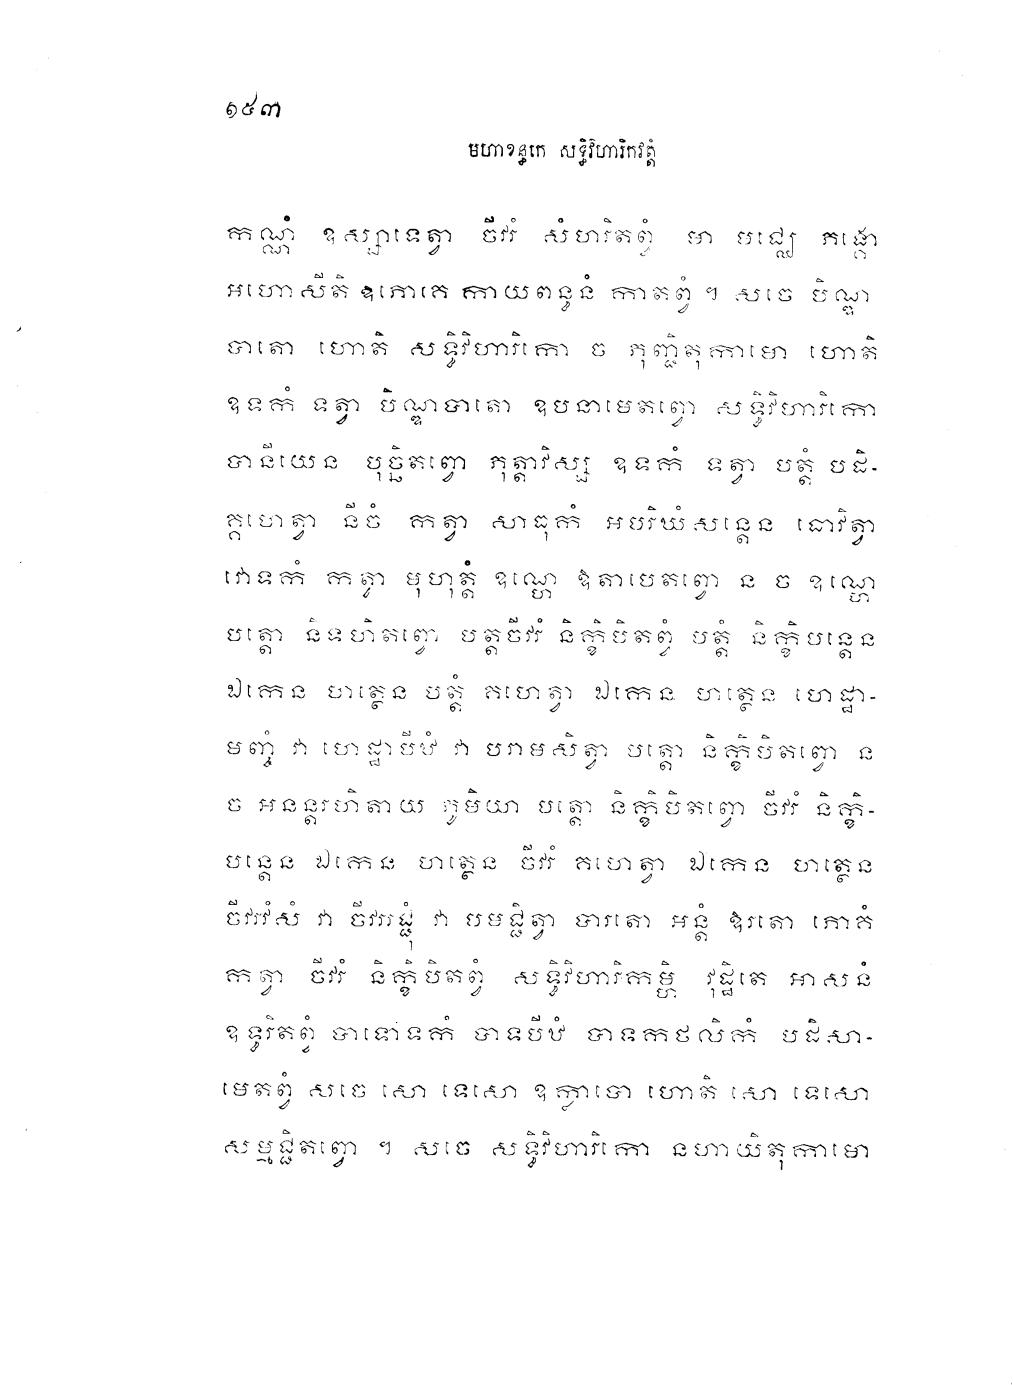 ១៥៣
មហាខន្ធកេ សទ្ធិវិហារិកវត្តំ
កណ្ណំ ឧស្សាទេត្វា ចីវរំ សំហរិតព្វំ មា មជ្ឈេ ភង្គោ
អហោសីតិ ឧភោគេ កាយពន្ធនំ កាតព្វំ ។ សចេ បិណ្ឌ
បាតោ ហោតិ សទ្ធិវិហារិកោ ច ភុញ្ជិតុកាមោ ហោតិ
ឧទកំ ទត្វា បិណ្ឌបាតោ ឧបនាមេតព្វោ សទ្ធិវិហារិកោ
បានីយេន បុច្ឆិតព្វោ ភុត្តាវិស្ស ឧទកំ ទត្វា បត្តំ បដិ-
គ្គហេត្វា នីចំ កត្វា សាធុកំ អបរិឃំសន្តេន ធោវិត្វា
វោទកំ កត្វា មុហុត្តំ ឧណ្ហេ ឱតាបេតព្វោ ន ច ឧណ្ហេ
បត្តោ និទហិតព្វោ បត្តចីវរំ និក្ខិបិតព្វំ បត្តំ និក្ខិបន្តេន
ឯកេន ហត្ថេន បត្តំ គហេត្វា ឯកេន ហត្ថេន ហេដ្ឋា-
មញ្ចំ វា ហេដ្ឋាបីឋំ វា បរាមសិត្វា បត្តោ និក្ខិបិតព្វោ ន
ច អនន្តរហិតាយ ភូមិយា បត្តោ និក្ខិបិតព្វោ ចីវរំ និក្ខិ-
បន្តេន ឯកេន ហត្ថេន ចីវរំ គហេត្វា ឯកេន ហត្ថេន
ចីវរវំសំ វា ចីវររជ្ជុំ វា បមជ្ជិត្វា បារតោ អន្តំ ឱរតោ ភោគំ
កត្វា ចីវរំ និក្ខិបិតព្វំ សទ្ធិវិហារិកម្ហិ វុដ្ឋិតេ អាសនំ
ឧទ្ធរិតព្វំ បាទោទកំ បាទបីឋំ បាទកថលិកំ បដិសា-
មេតព្វំ សចេ សោ ទេសោ ឧក្លាបោ ហោតិ សោ ទេសោ
សម្មជ្ជិតព្វោ ។ សចេ សទ្ធិវិហារិកោ នហាយិតុកាមោ